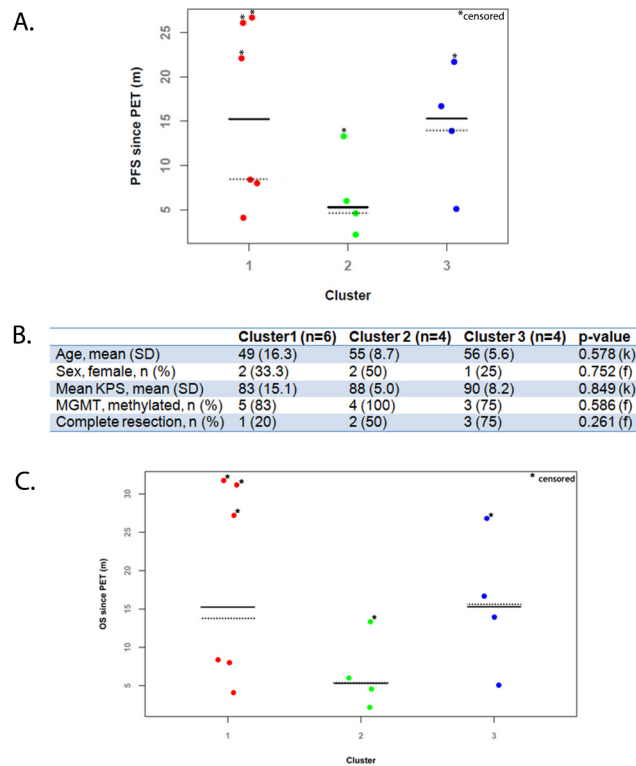 A.
*censored
PFS since PET (m)
25
20
15
10
5
1 2 3
Cluster
B.
Cluster1 (n=6) Cluster 2 (n=4) Cluster 3 (n=4) p-value
Age, mean (SD) 49 (16.3) 55 (8.7) 56 (5.6) 0.578 (k)
Sex, female, n (%) 2 (33.3) 2 (50) 1 (25) 0.752 (f)
Mean KPS, mean (SD) 83 (15.1) 88 (5.0) 90 (8.2) 0.849 (k)
MGMT, methylated, n (%) 5 (83) 4 (100) 3 (75) 0.586 (f)
Complete resection, n (%) 1 (20) 2 (50) 3 (75) 0.261 (f)
C.
* censored
OS since PET (m)
30
25
20
15
10
5
1 2 3
Cluster